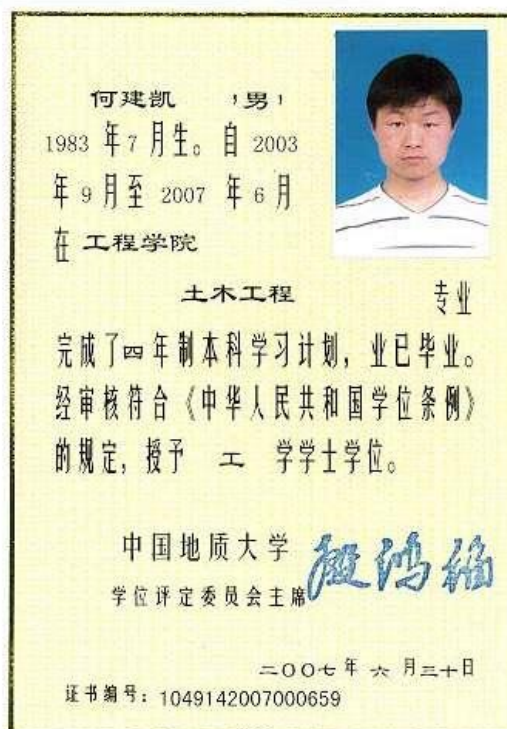 何建凯 ，男，
1983 年 7 月生。自 2003
年 9 月至 2007 年 6 月
在 工程学院
土木工程 专业
完成了四年制本科学习计划，业已毕业。
经审核符合《中华人民共和国学位条例》
的规定，授予 工 学学士学位。
中国地质大学
学位评定委员会主席
殷鸿福
二〇〇七年 六 月三十日
证书编号：1049142007000659